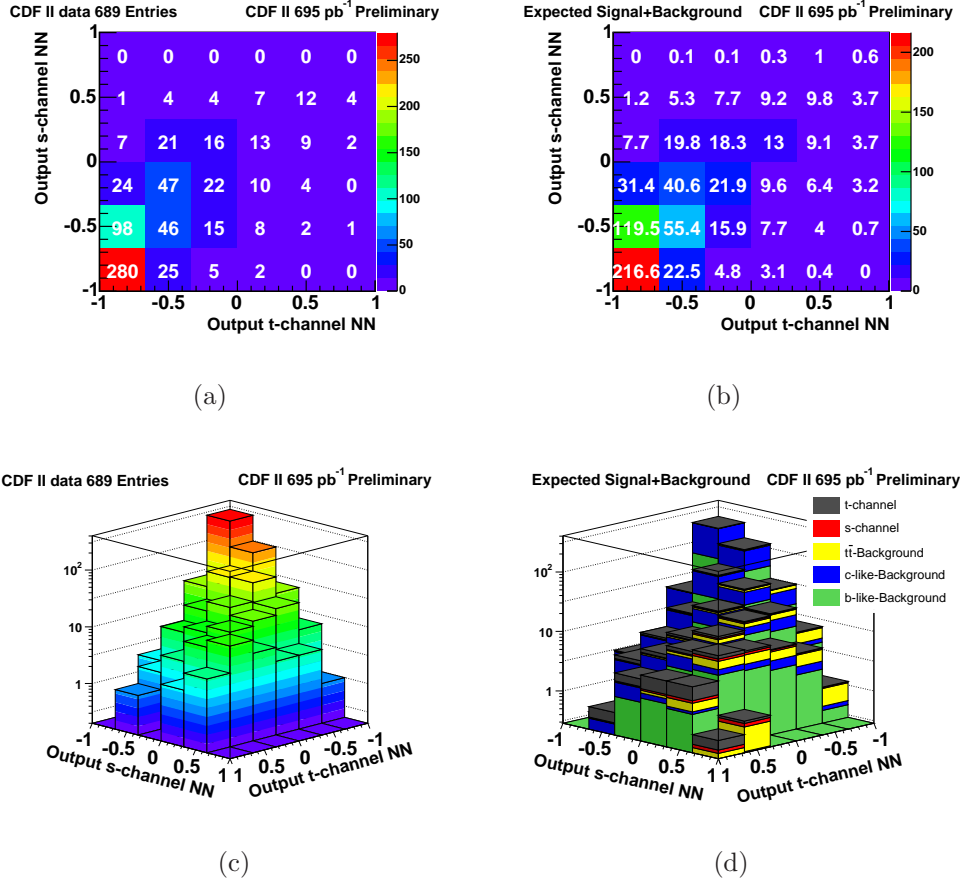 CDF II data 689 Entries CDF II 695 pb-1 Preliminary
Output s-channel NN
1
0 0 0 0 0 0
0.5
1 4 4 7 12 4
7 21 16 13 9 2
0
24 47 22 10 4 0
-0.5
98 46 15 8 2 1
280 25 5 2 0 0
-1
-1 -0.5 0 0.5 1
Output t-channel NN
250
200
150
100
50
0
(a)
Expected Signal+Background CDF II 695 pb-1 Preliminary
Output s-channel NN
1
0 0.1 0.1 0.3 1 0.6
0.5
1.2 5.3 7.7 9.2 9.8 3.7
7.7 19.8 18.3 13 9.1 3.7
0
31.4 40.6 21.9 9.6 6.4 3.2
-0.5
119.5 55.4 15.9 7.7 4 0.7
216.6 22.5 4.8 3.1 0.4 0
-1
-1 -0.5 0 0.5 1
Output t-channel NN
200
150
100
50
0
(b)
CDF II data 689 Entries CDF II 695 pb-1 Preliminary
10²
10
1
-1 -0.5 0 0.5 1
Output s-channel NN
1 0.5 0 -0.5 -1
Output t-channel NN
(c)
Expected Signal+Background CDF II 695 pb-1 Preliminary
t-channel
s-channel
tt̄-Background
c-like-Background
b-like-Background
10²
10
1
-1 -0.5 0 0.5 1
Output s-channel NN
1 0.5 0 -0.5 -1
Output t-channel NN
(d)